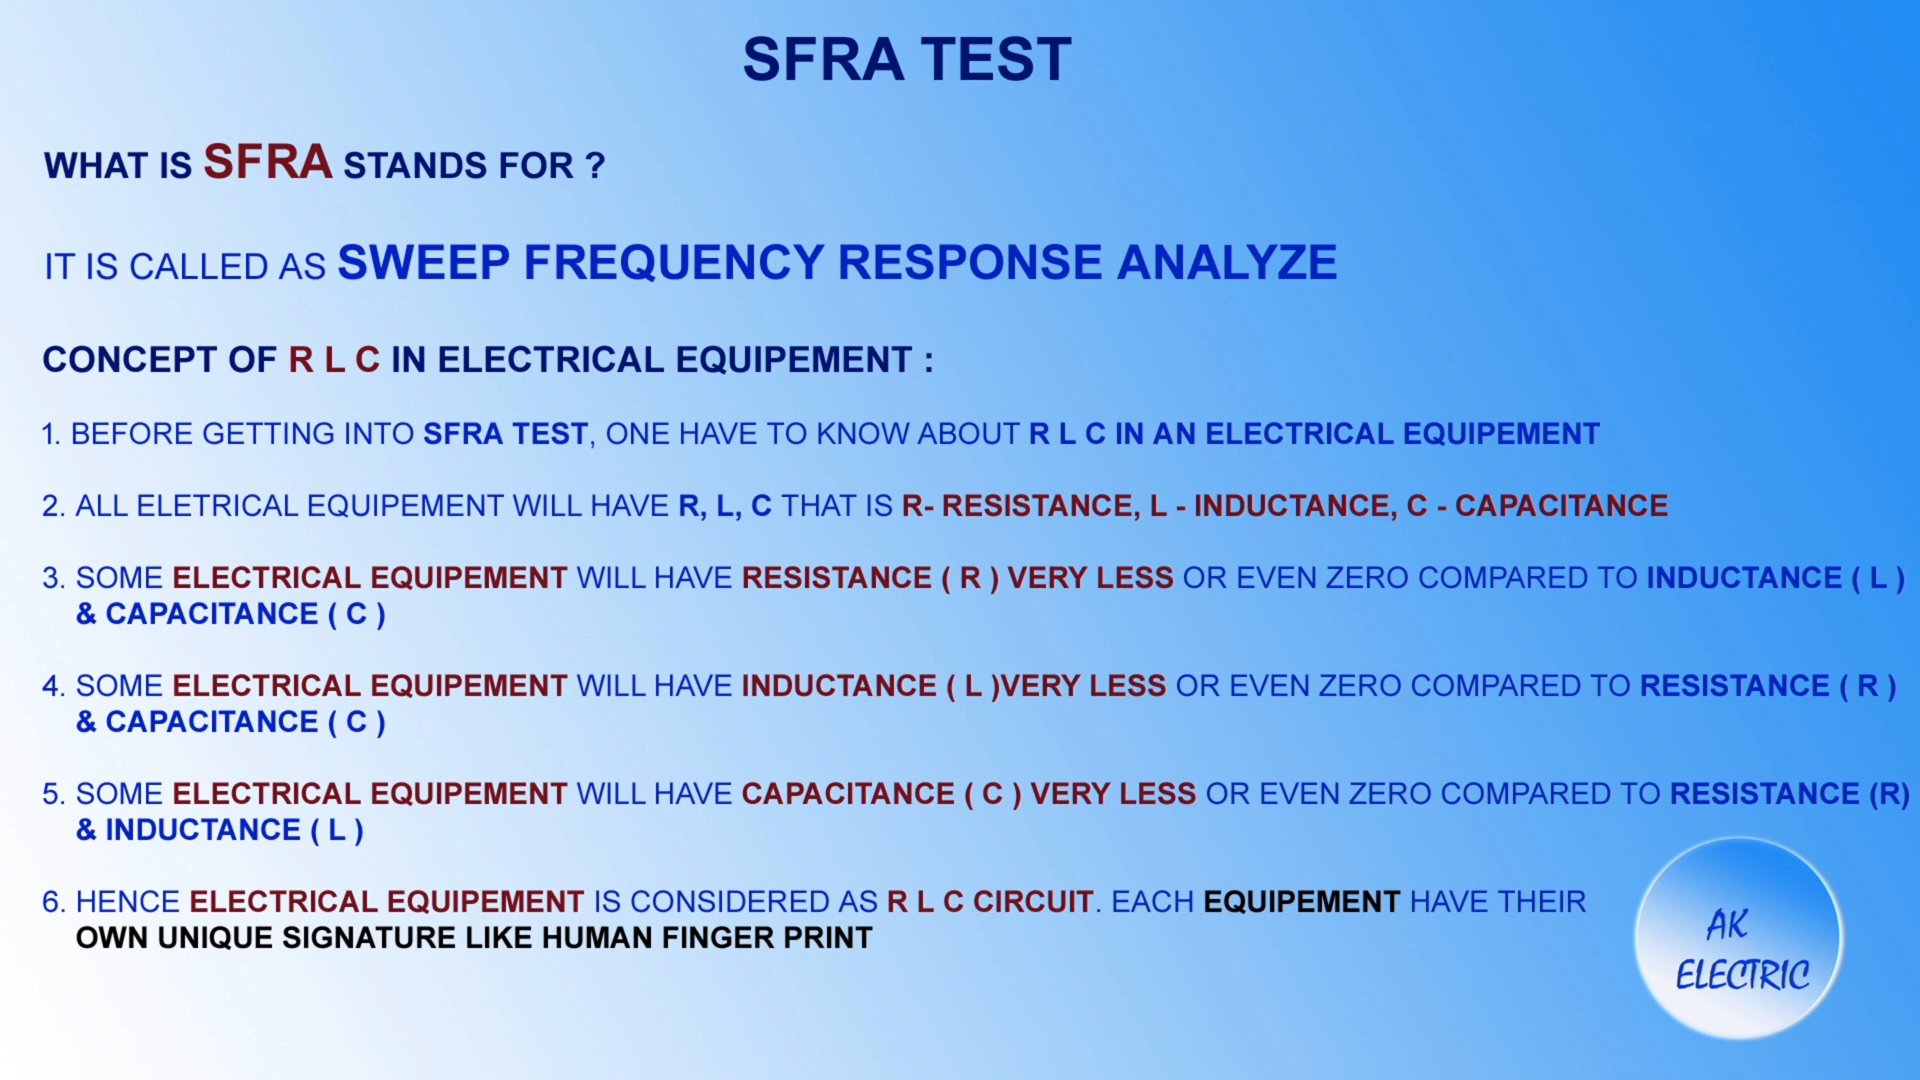 SFRA TEST
WHAT IS SFRA STANDS FOR ?
IT IS CALLED AS SWEEP FREQUENCY RESPONSE ANALYZE
CONCEPT OF R L C IN ELECTRICAL EQUIPEMENT :
1. BEFORE GETTING INTO SFRA TEST, ONE HAVE TO KNOW ABOUT R L C IN AN ELECTRICAL EQUIPEMENT
2. ALL ELETRICAL EQUIPEMENT WILL HAVE R, L, C THAT IS R- RESISTANCE, L - INDUCTANCE, C - CAPACITANCE
3. SOME ELECTRICAL EQUIPEMENT WILL HAVE RESISTANCE ( R ) VERY LESS OR EVEN ZERO COMPARED TO INDUCTANCE ( L )
& CAPACITANCE ( C )
4. SOME ELECTRICAL EQUIPEMENT WILL HAVE INDUCTANCE ( L )VERY LESS OR EVEN ZERO COMPARED TO RESISTANCE ( R )
& CAPACITANCE ( C )
5. SOME ELECTRICAL EQUIPEMENT WILL HAVE CAPACITANCE ( C ) VERY LESS OR EVEN ZERO COMPARED TO RESISTANCE (R)
& INDUCTANCE ( L )
6. HENCE ELECTRICAL EQUIPEMENT IS CONSIDERED AS R L C CIRCUIT. EACH EQUIPEMENT HAVE THEIR
OWN UNIQUE SIGNATURE LIKE HUMAN FINGER PRINT
AK
ELECTRIC